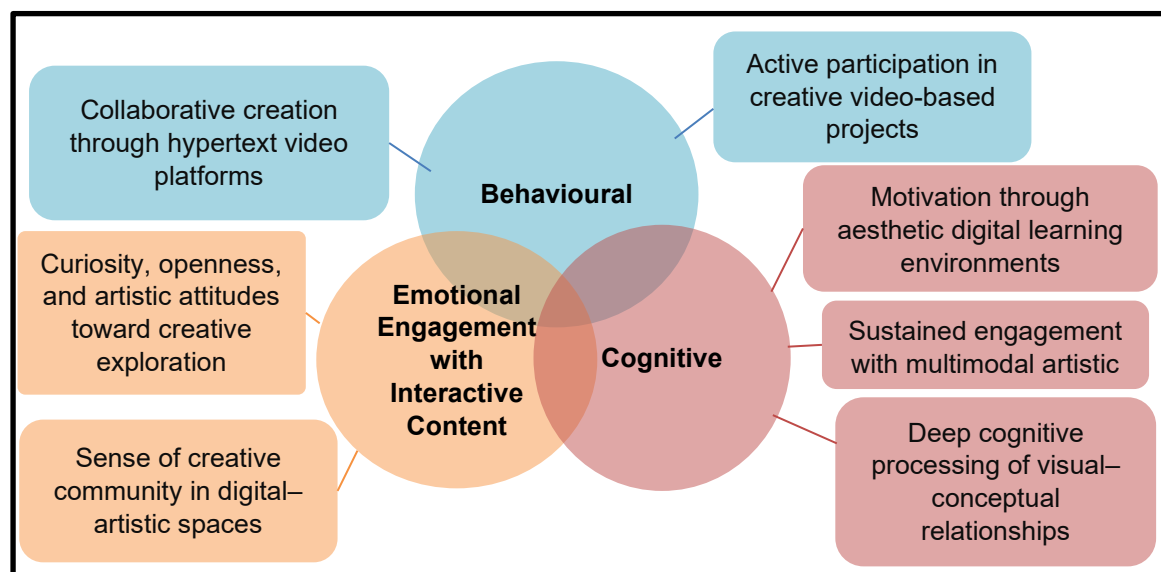 Collaborative creation
through hypertext video
platforms
Active participation in
creative video-based
projects
Behavioural
Curiosity, openness,
and artistic attitudes
toward creative
exploration
Emotional
Engagement
with
Interactive
Content
Cognitive
Motivation through
aesthetic digital learning
environments
Sustained engagement
with multimodal artistic
Sense of creative
community in digital–
artistic spaces
Deep cognitive
processing of visual–
conceptual
relationships